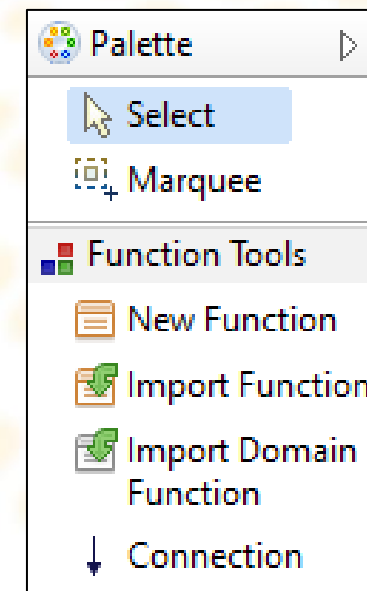 Palette
Select
Marquee
Function Tools
New Function
Import Function
Import Domain
Function
Connection